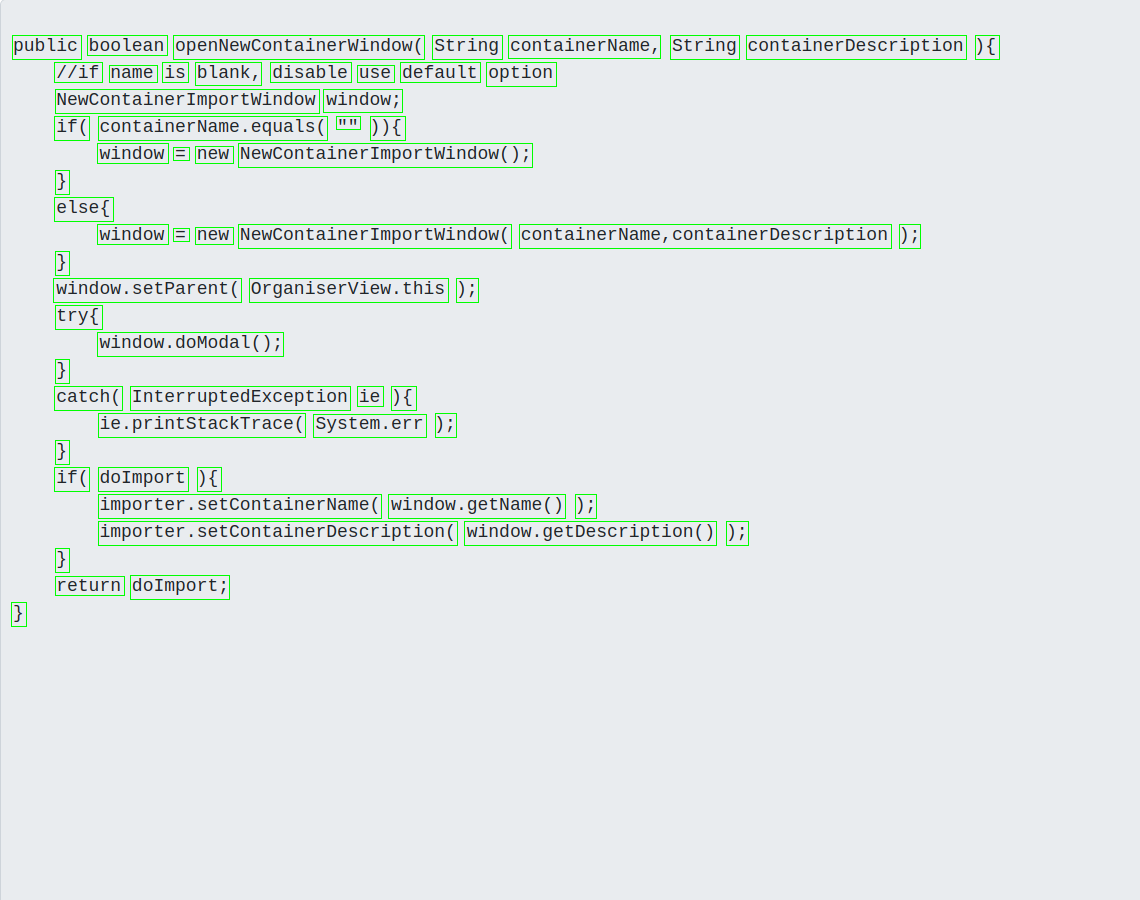 public boolean openNewContainerWindow( String containerName, String containerDescription ){
    //if name is blank, disable use default option
    NewContainerImportWindow window;
    if( containerName.equals( "" )){
        window = new NewContainerImportWindow();
    }
    else{
        window = new NewContainerImportWindow( containerName,containerDescription );
    }
    window.setParent( OrganiserView.this );
    try{
        window.doModal();
    }
    catch( InterruptedException ie ){
        ie.printStackTrace( System.err );
    }
    if( doImport ){
        importer.setContainerName( window.getName() );
        importer.setContainerDescription( window.getDescription() );
    }
    return doImport;
}